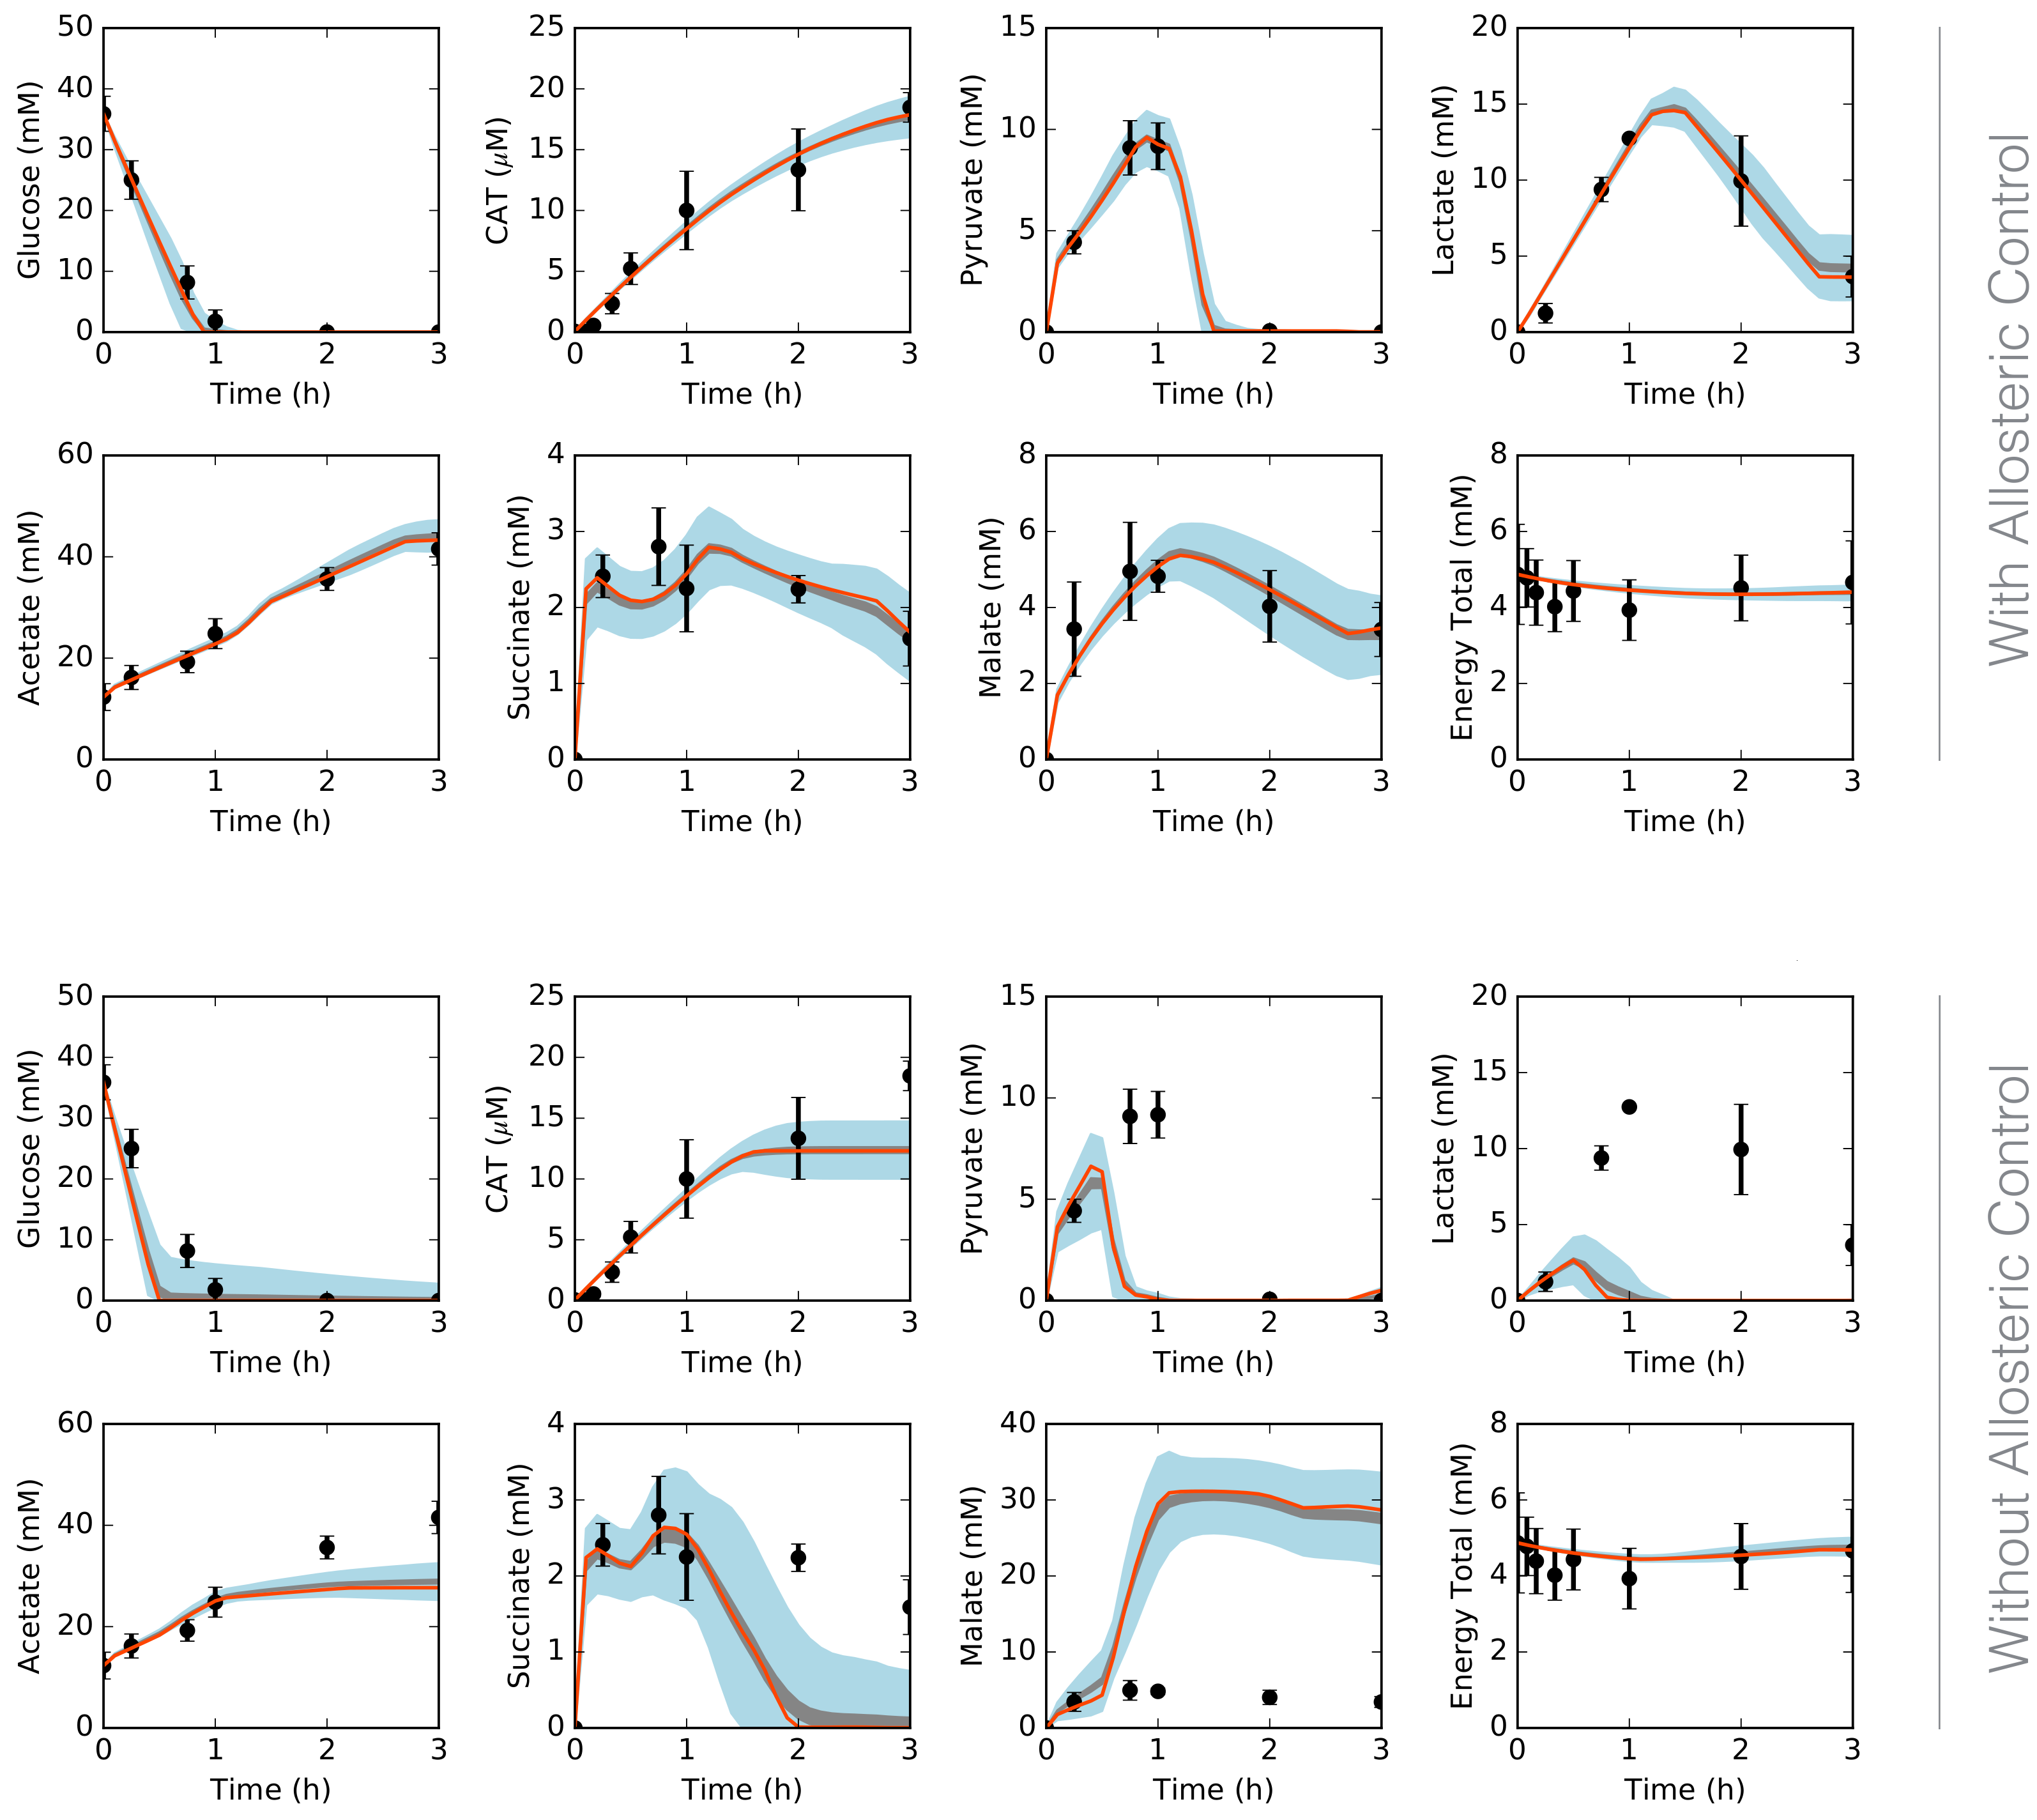 50
40
30
20
10
0
0 1 2 3
Glucose (mM)
Time (h)
25
20
15
10
5
0
0 1 2 3
CAT (μM)
Time (h)
15
10
5
0
0 1 2 3
Pyruvate (mM)
Time (h)
20
15
10
5
0
0 1 2 3
Lactate (mM)
Time (h)
60
40
20
0
0 1 2 3
Acetate (mM)
Time (h)
4
3
2
1
0
0 1 2 3
Succinate (mM)
Time (h)
8
6
4
2
0
0 1 2 3
Malate (mM)
Time (h)
8
6
4
2
0
0 1 2 3
Energy Total (mM)
Time (h)
With Allosteric Control
50
40
30
20
10
0
0 1 2 3
Glucose (mM)
Time (h)
25
20
15
10
5
0
0 1 2 3
CAT (μM)
Time (h)
15
10
5
0
0 1 2 3
Pyruvate (mM)
Time (h)
20
15
10
5
0
0 1 2 3
Lactate (mM)
Time (h)
60
40
20
0
0 1 2 3
Acetate (mM)
Time (h)
4
3
2
1
0
0 1 2 3
Succinate (mM)
Time (h)
40
30
20
10
0
0 1 2 3
Malate (mM)
Time (h)
8
6
4
2
0
0 1 2 3
Energy Total (mM)
Time (h)
Without Allosteric Control